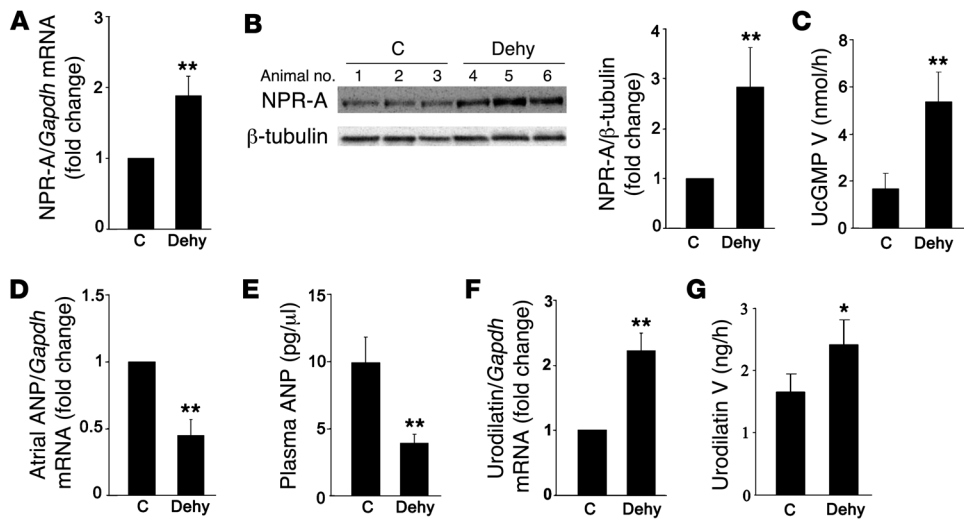 A
NPR-A/Gapdh mRNA
(fold change)
3
2
1
0
**
C Dehy
B
C Dehy
Animal no.
1 2 3 4 5 6
NPR-A
β-tubulin
NPR-A/β-tubulin
(fold change)
4
3
2
1
0
**
C Dehy
C
UcGMP V (nmol/h)
8
6
4
2
0
**
C Dehy
D
Atrial ANP/Gapdh
mRNA (fold change)
1.5
1
0.5
0
**
C Dehy
E
Plasma ANP (pg/µl)
15
10
5
0
**
C Dehy
F
Urodilatin/Gapdh
mRNA (fold change)
3
2
1
0
**
C Dehy
G
Urodilatin V (ng/h)
3
2
1
0
*
C Dehy